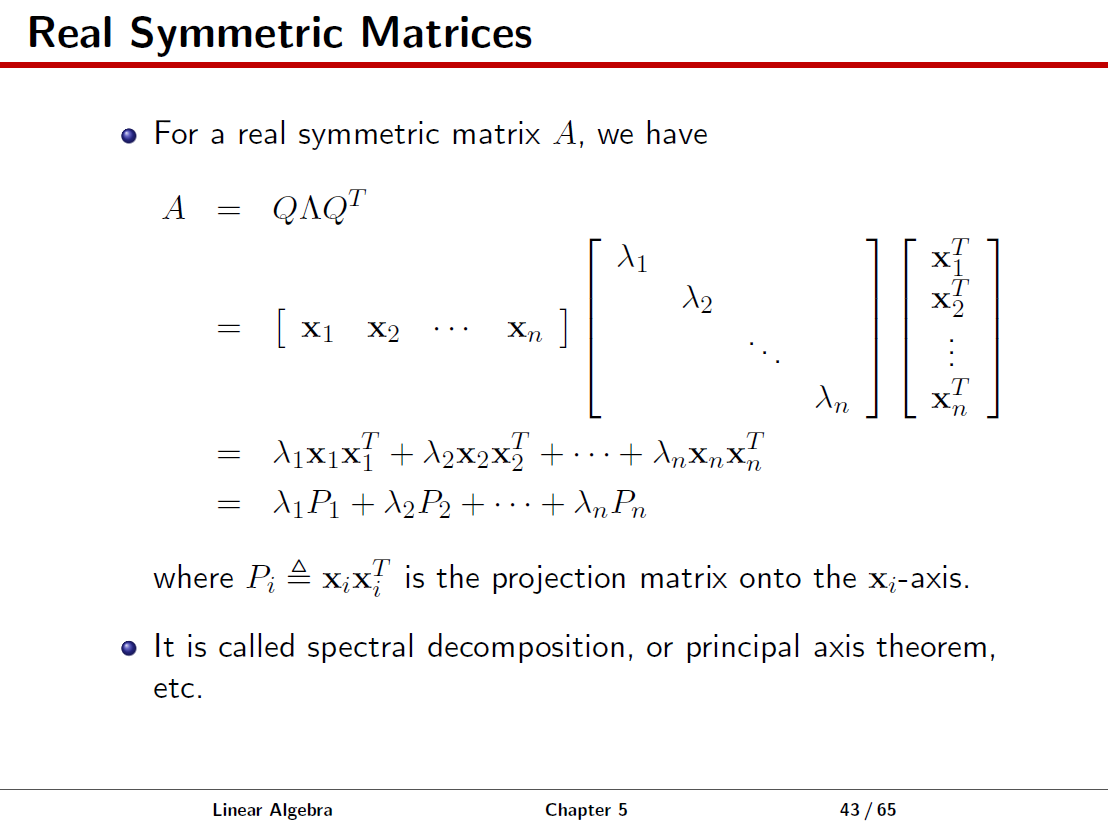 Real Symmetric Matrices
For a real symmetric matrix A, we have
A = QΛQ^T
= [ x_1 x_2 ⋯ x_n ] [ λ_1 λ_2 ⋱ λ_n ] [ x_1^T x_2^T ⋮ x_n^T ]
= λ_1x_1x_1^T + λ_2x_2x_2^T + ⋯ + λ_nx_nx_n^T
= λ_1P_1 + λ_2P_2 + ⋯ + λ_nP_n
where P_i ≜ x_ix_i^T is the projection matrix onto the x_i-axis.
It is called spectral decomposition, or principal axis theorem,
etc.
Linear Algebra Chapter 5 43 / 65